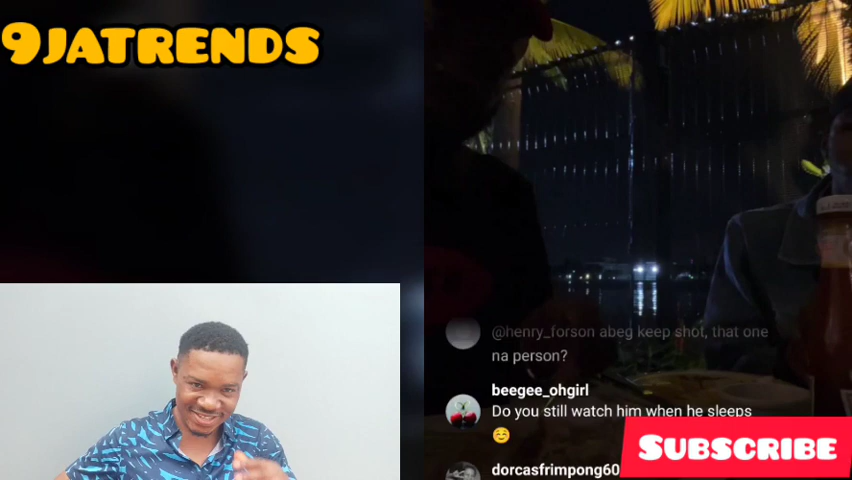 9JATRENDS
@henry_forson abeg keep shot, that one
na person?
beegee_ohgirl
Do you still watch him when he sleeps
☺️
dorcasfrimpong60
SUBSCRIBE